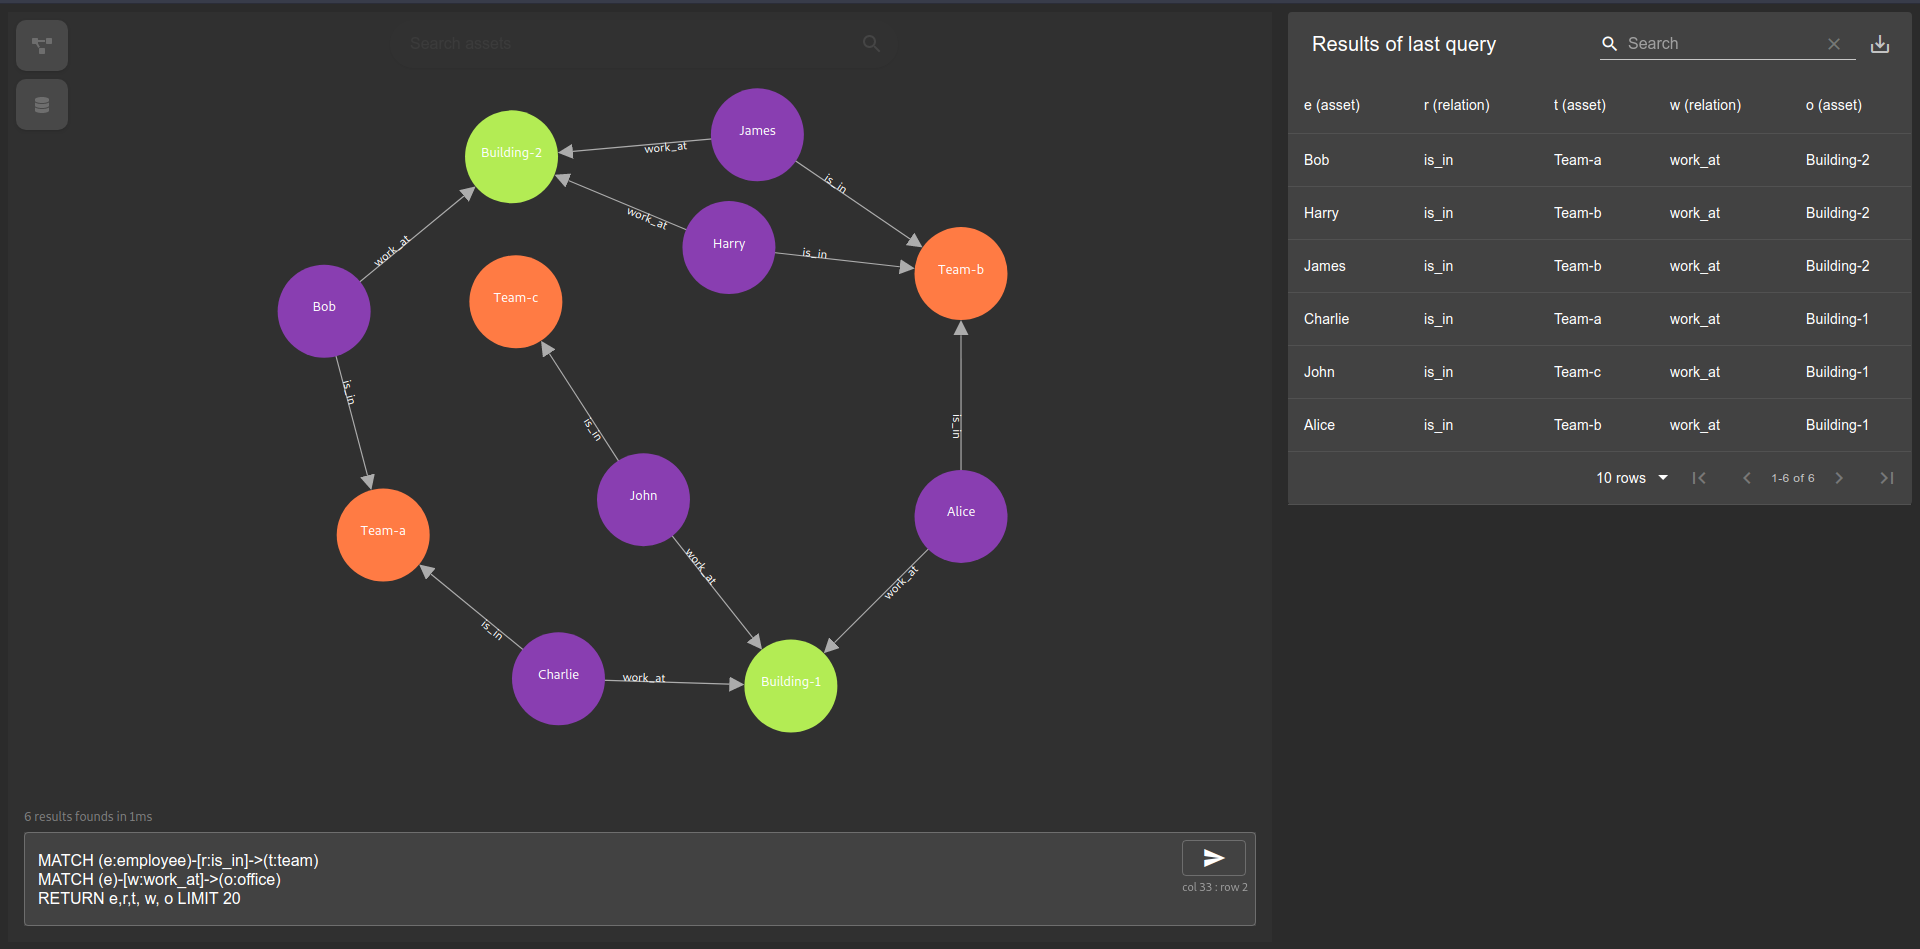 Search assets
Building-2
James
work_at
is_in
work_at
Harry
is_in
Team-b
work_at
Bob
Team-c
is_in
is_in
is_in
John
Alice
Team-a
work_at
work_at
is_in
Charlie
work_at
Building-1
6 results founds in 1ms
MATCH (e:employee)-[r:is_in]->(t:team)
MATCH (e)-[w:work_at]->(o:office)
RETURN e,r,t, w, o LIMIT 20
col 33 : row 2
Results of last query
Search
e (asset) r (relation) t (asset) w (relation) o (asset)
Bob is_in Team-a work_at Building-2
Harry is_in Team-b work_at Building-2
James is_in Team-b work_at Building-2
Charlie is_in Team-a work_at Building-1
John is_in Team-c work_at Building-1
Alice is_in Team-b work_at Building-1
10 rows 1-6 of 6